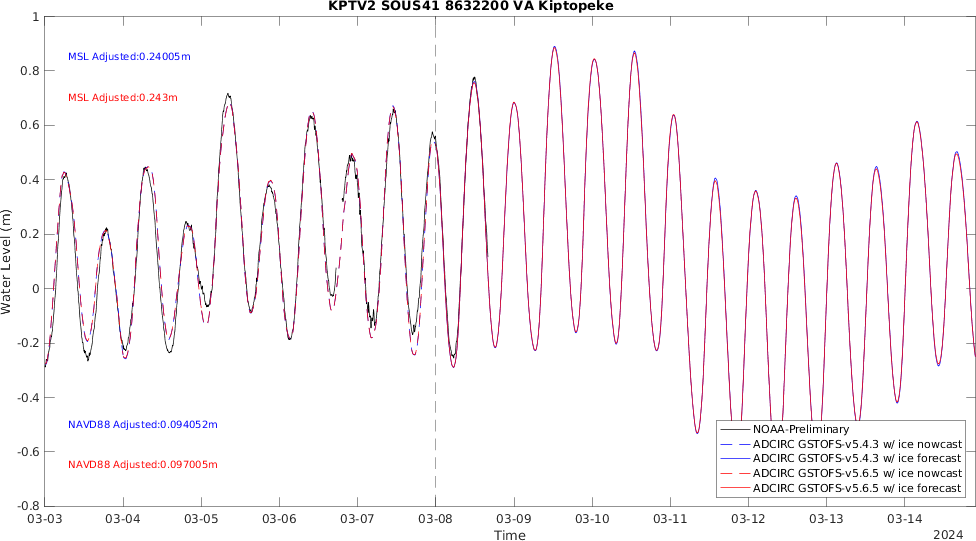 KPTV2 SOUS41 8632200 VA Kiptopeke
1
0.8
0.6
0.4
0.2
0
-0.2
-0.4
-0.6
-0.8
Water Level (m)
MSL Adjusted:0.24005m
MSL Adjusted:0.243m
NAVD88 Adjusted:0.094052m
NAVD88 Adjusted:0.097005m
NOAA-Preliminary
ADCIRC GSTOFS-v5.4.3 w/ ice nowcast
ADCIRC GSTOFS-v5.4.3 w/ ice forecast
ADCIRC GSTOFS-v5.6.5 w/ ice nowcast
ADCIRC GSTOFS-v5.6.5 w/ ice forecast
03-03 03-04 03-05 03-06 03-07 03-08 03-09 03-10 03-11 03-12 03-13 03-14
Time
2024